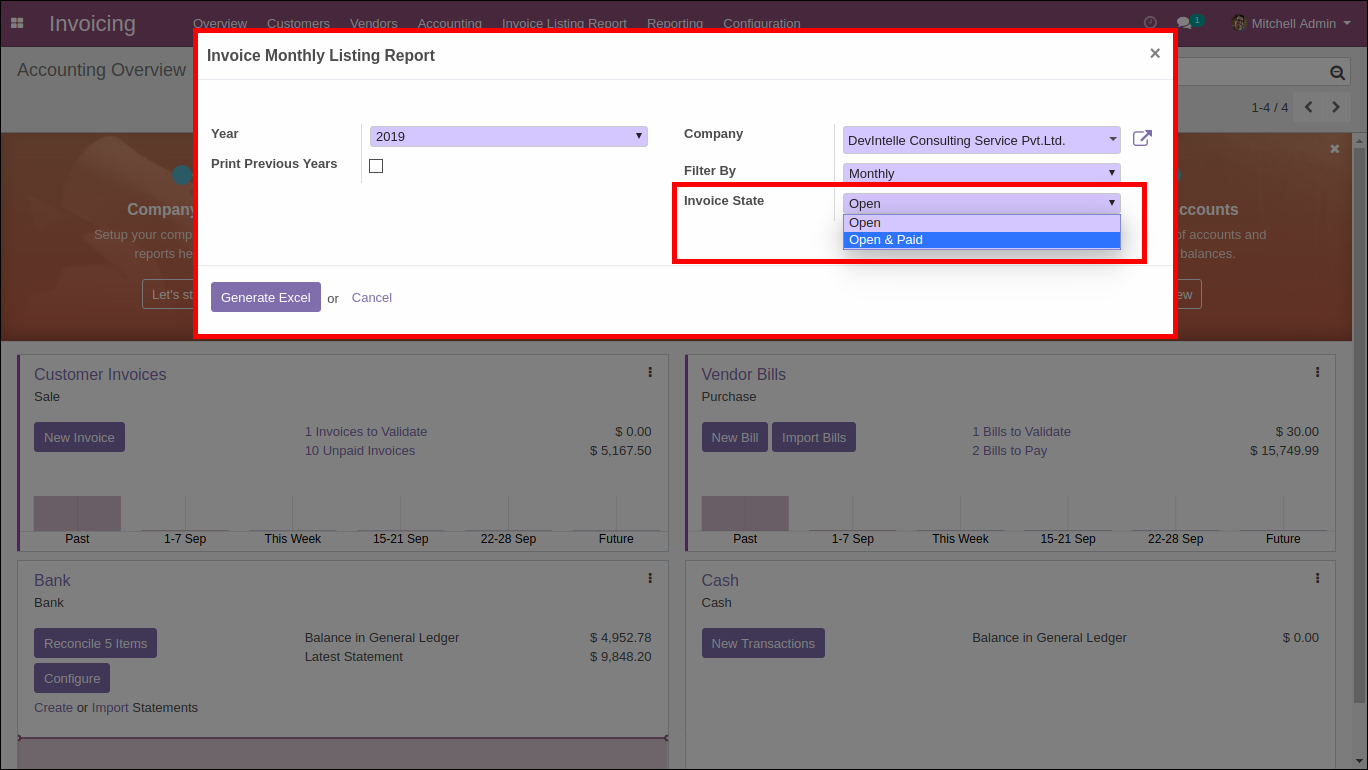 Invoicing
Overview Customers Vendors Accounting Invoice Listing Report Reporting Configuration
1 Mitchell Admin
Accounting Overview
1-4 / 4
Invoice Monthly Listing Report ×
Year 2019
Print Previous Years
Company DevIntelle Consulting Service Pvt.Ltd.
Filter By Monthly
Invoice State Open
Open
Open & Paid
Generate Excel or Cancel
Company
Setup your comp
reports he
Let's st
ccounts
of accounts and
balances.
ew
Customer Invoices
Sale
New Invoice
1 Invoices to Validate $ 0.00
10 Unpaid Invoices $ 5,167.50
Past 1-7 Sep This Week 15-21 Sep 22-28 Sep Future
Vendor Bills
Purchase
New Bill Import Bills
1 Bills to Validate $ 30.00
2 Bills to Pay $ 15,749.99
Past 1-7 Sep This Week 15-21 Sep 22-28 Sep Future
Bank
Bank
Reconcile 5 Items
Configure
Create or Import Statements
Balance in General Ledger $ 4,952.78
Latest Statement $ 9,848.20
Cash
Cash
New Transactions
Balance in General Ledger $ 0.00